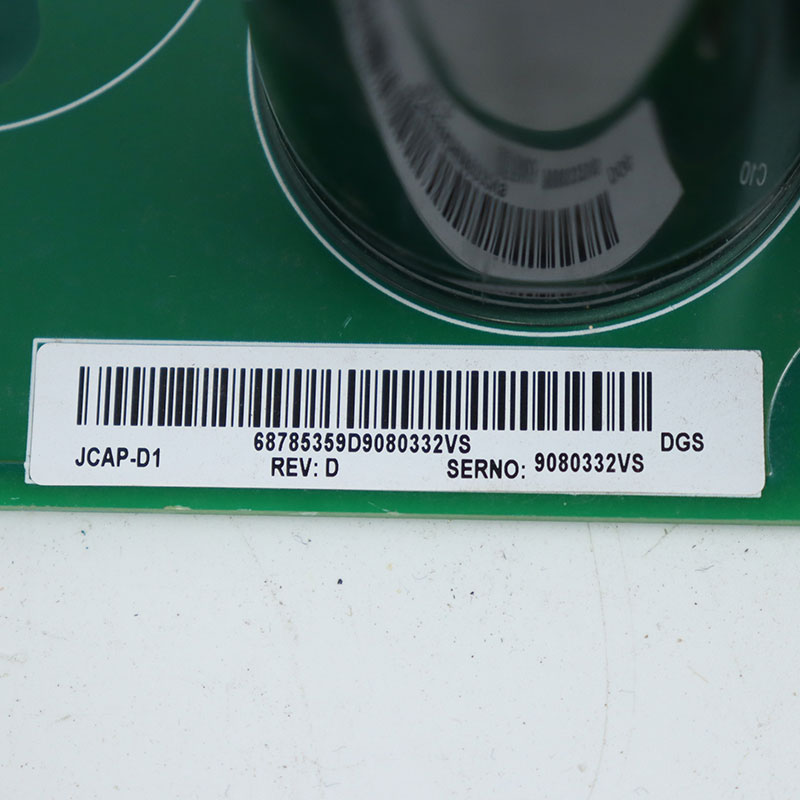 68785359D9080332VS DGS
JCAP-D1 REV: D SERNO: 9080332VS
C10